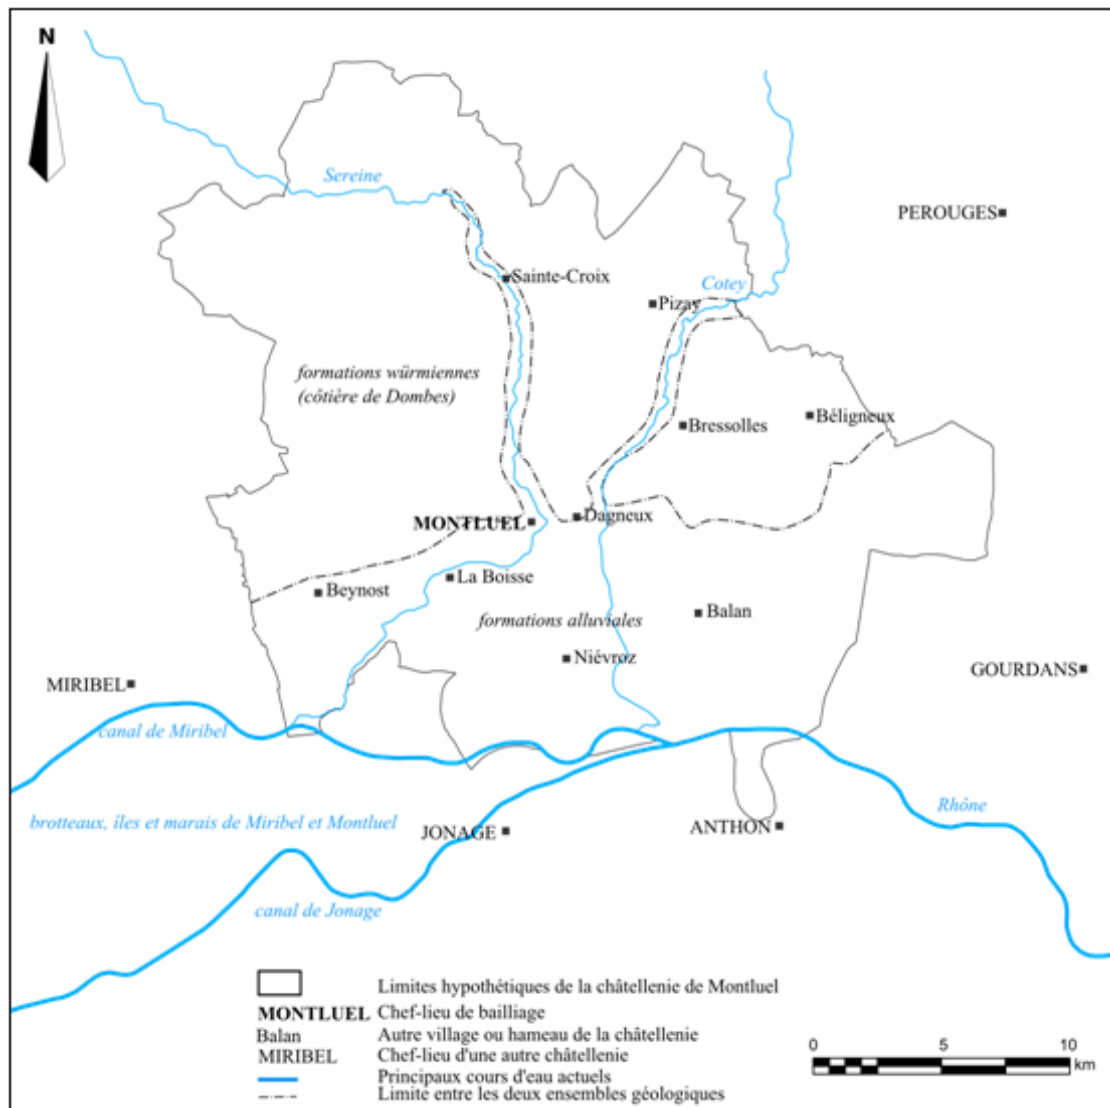 N
Sereine
PEROUGES
Sainte-Croix
Cotey
Pizay
formations würmiennes
(côtière de Dombes)
Béligneux
Bressolles
MONTLUEL
Dagneux
La Boisse
Beynost
Balan
formations alluviales
Niévroz
GOURDANS
MIRIBEL
canal de Miribel
Rhône
brotteaux, îles et marais de Miribel et Montluel
JONAGE
ANTHON
canal de Jonage
Limites hypothétiques de la châtellenie de Montluel
MONTLUEL Chef-lieu de bailliage
Balan Autre village ou hameau de la châtellenie
MIRIBEL Chef-lieu d'une autre châtellenie
Principaux cours d'eau actuels
Limite entre les deux ensembles géologiques
0 5 10
km